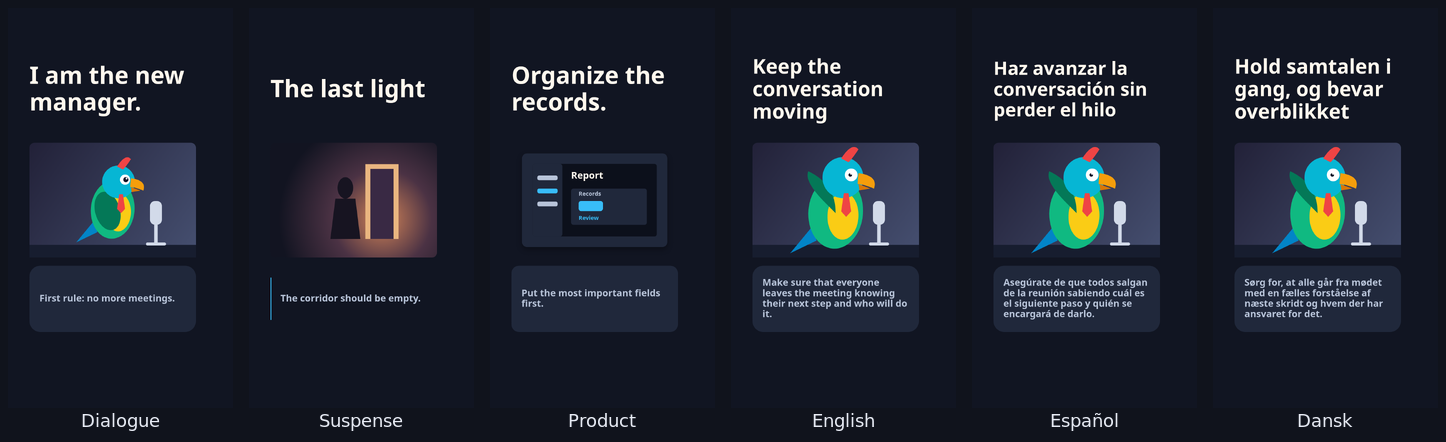 I am the new
manager.
First rule: no more meetings.
Dialogue
The last light
The corridor should be empty.
Suspense
Organize the
records.
Report
Records
Review
Put the most important fields
first.
Product
Keep the
conversation
moving
Make sure that everyone
leaves the meeting knowing
their next step and who will do
it.
English
Haz avanzar la
conversación sin
perder el hilo
Asegúrate de que todos salgan
de la reunión sabiendo cuál es
el siguiente paso y quién se
encargará de darlo.
Español
Hold samtalen i
gang, og bevar
overblikket
Sørg for, at alle går fra mødet
med en fælles forståelse af
næste skridt og hvem der har
ansvaret for det.
Dansk